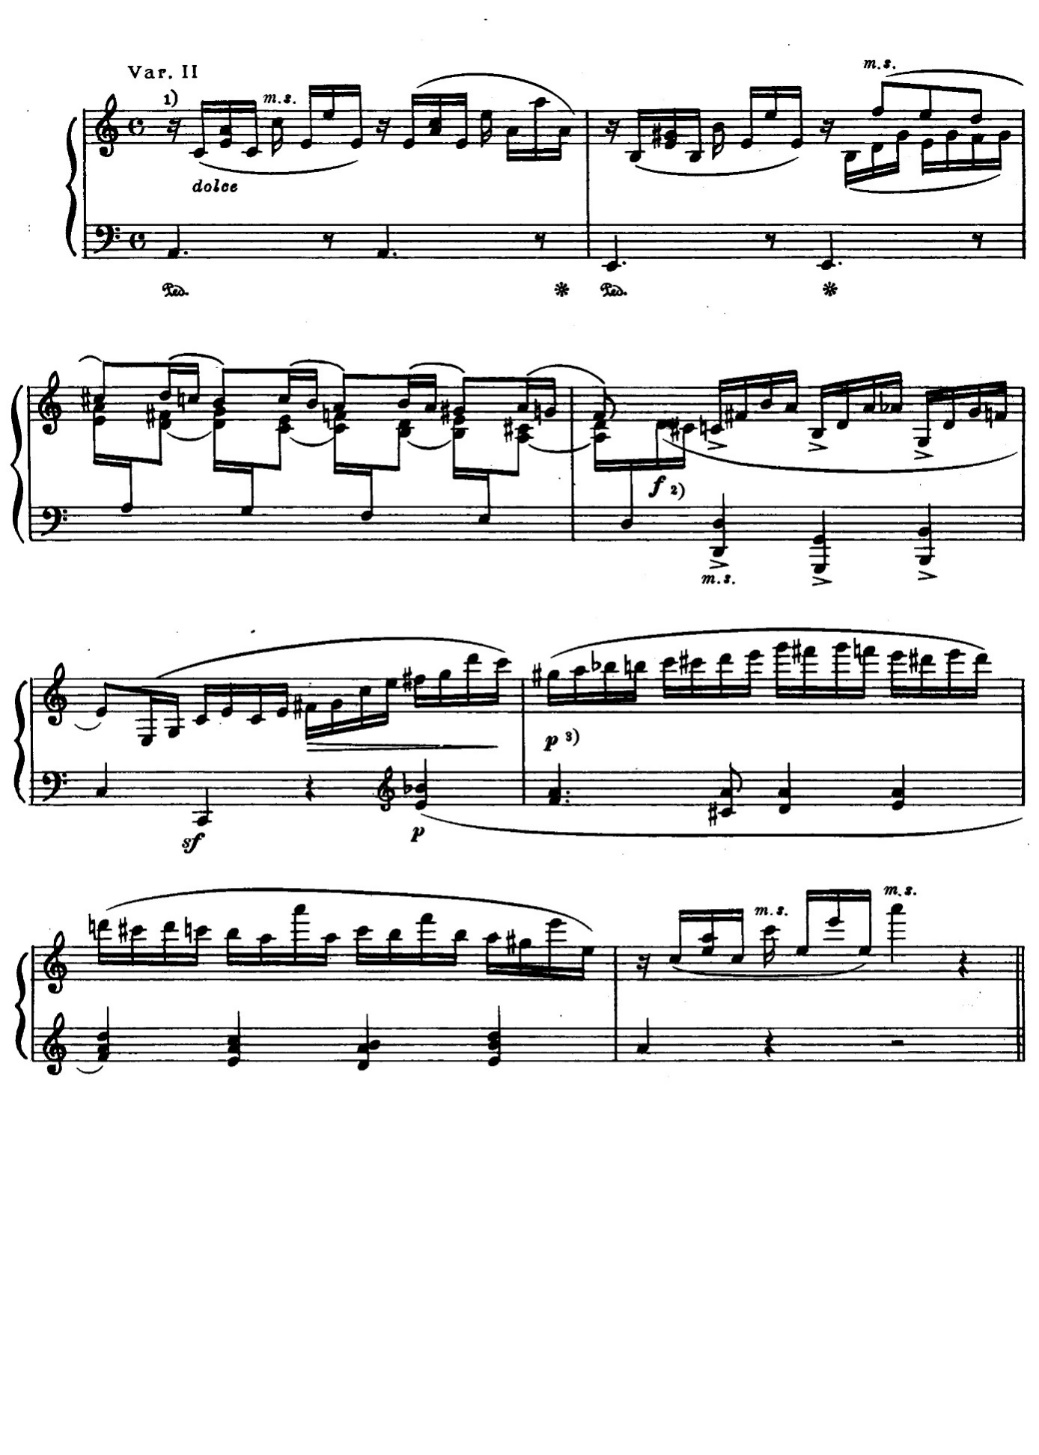 Var. II
1)
m.s.
m.s.
dolce
Ped.
Ped.
f 2)
m.s.
sf
p
p 3)
m.s.
m.s.